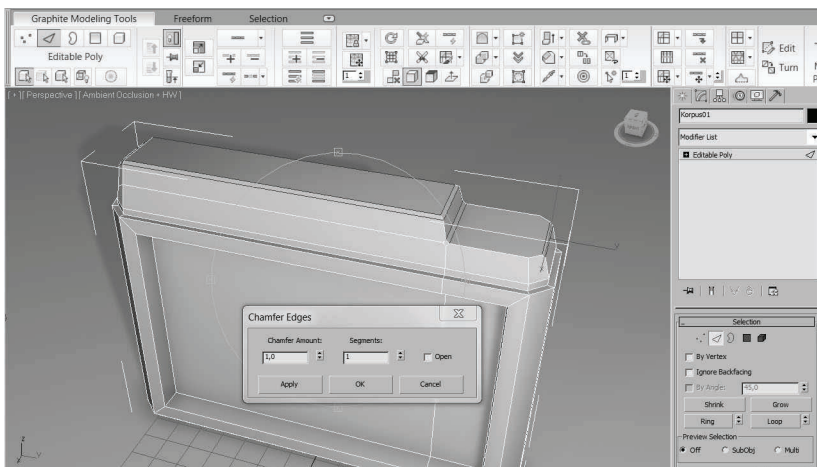 Graphite Modeling Tools Freeform Selection
Editable Poly
1
1
Edit
Turn
[ + ][ Perspective ][ Ambient Occlusion + HW ]
Korpus01
Modifier List
Editable Poly
Chamfer Edges
Chamfer Amount: Segments:
1,0 1 Open
Apply OK Cancel
- Selection
By Vertex
Ignore Backfacing
By Angle: 45,0
Shrink Grow
Ring Loop
Preview Selection
Off SubObj Multi
z
y
x
y